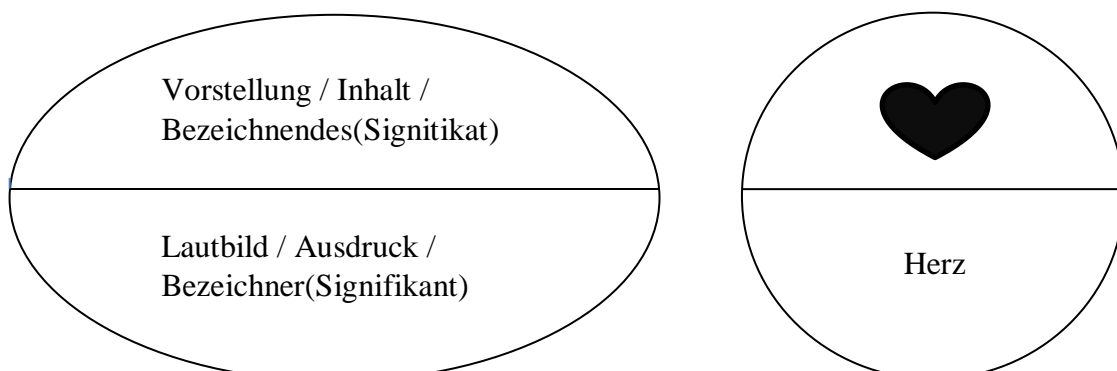 Vorstellung / Inhalt /
Bezeichnendes(Signitikat)
Lautbild / Ausdruck /
Bezeichner(Signifikant)
Herz